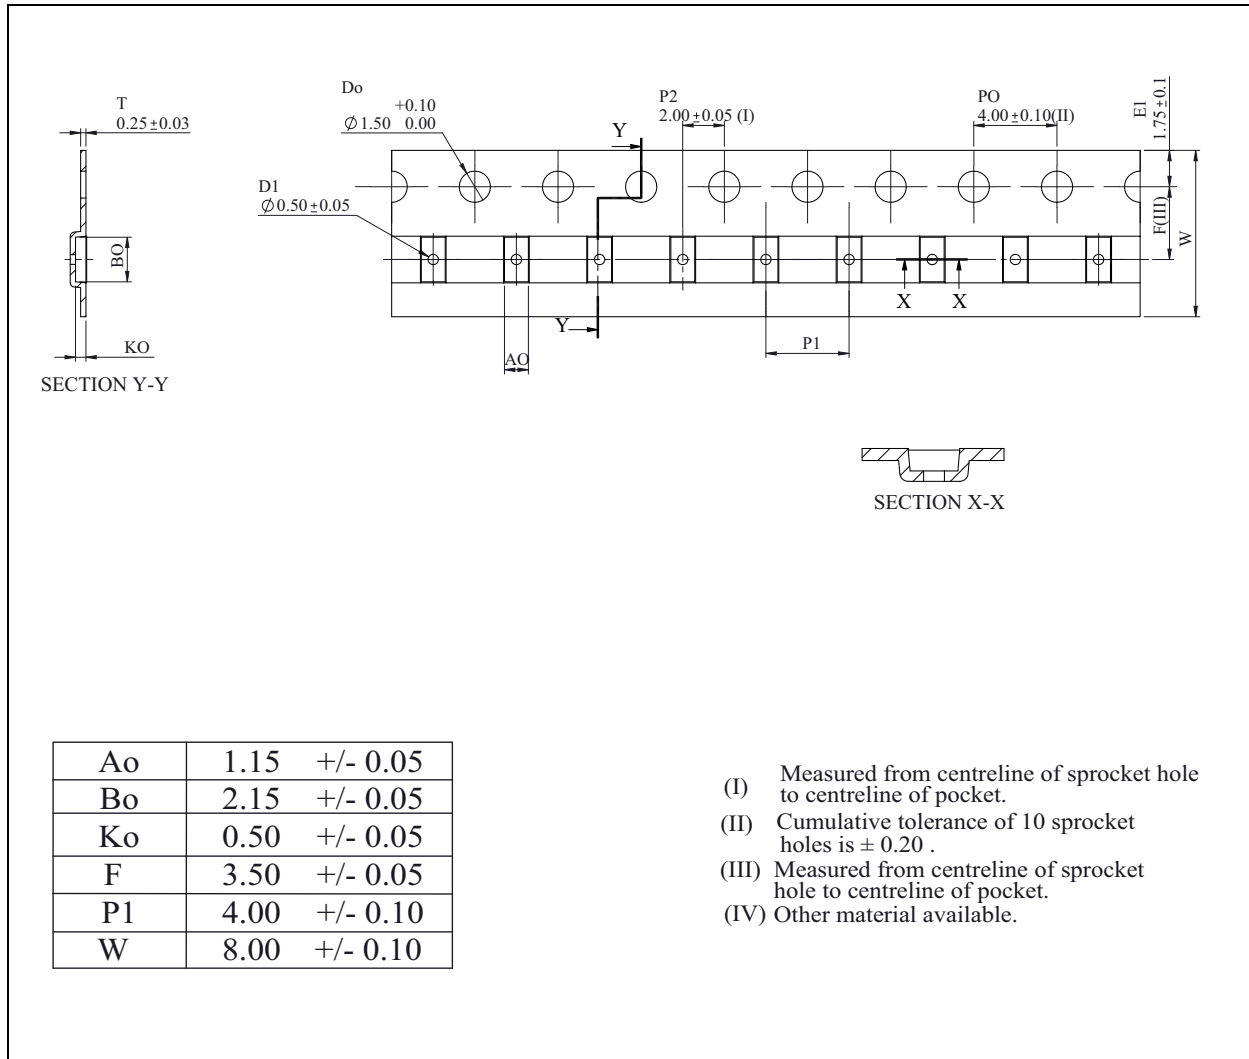 T
0.25±0.03
Do
+0.10
Ø1.50 0.00
P2
2.00±0.05 (I)
PO
4.00±0.10(II)
E1
1.75±0.1
Y
D1
Ø0.50±0.05
F(III)
W
BO
X X
Y
KO
AO
P1
SECTION Y-Y
SECTION X-X
Ao 1.15 +/- 0.05
Bo 2.15 +/- 0.05
Ko 0.50 +/- 0.05
F 3.50 +/- 0.05
P1 4.00 +/- 0.10
W 8.00 +/- 0.10
(I) Measured from centreline of sprocket hole
to centreline of pocket.
(II) Cumulative tolerance of 10 sprocket
holes is ± 0.20 .
(III) Measured from centreline of sprocket
hole to centreline of pocket.
(IV) Other material available.